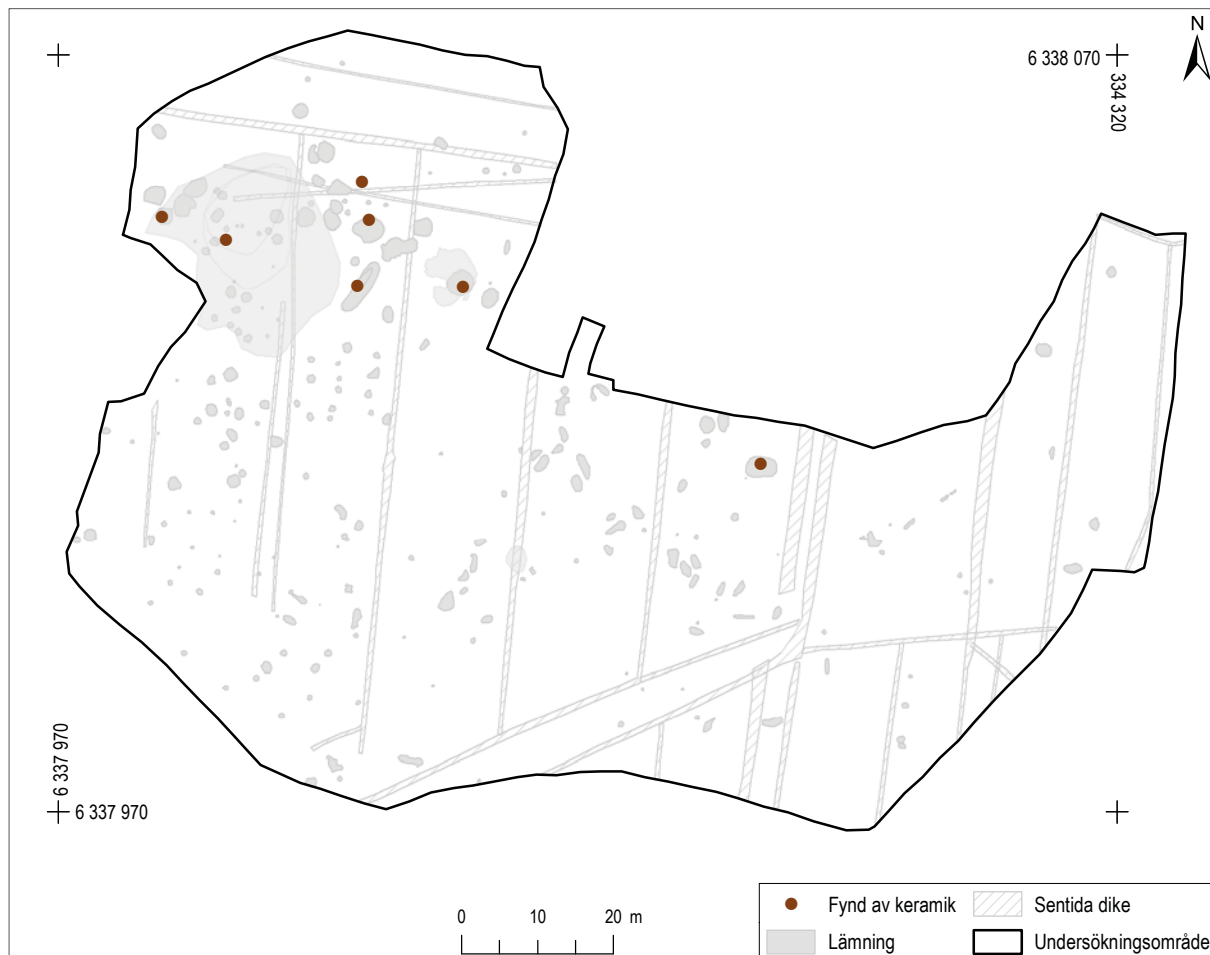 N
6 338 070
334 320
6 337 970
6 337 970
0 10 20 m
Fynd av keramik
Sentida dike
Lämning
Undersökningsområde